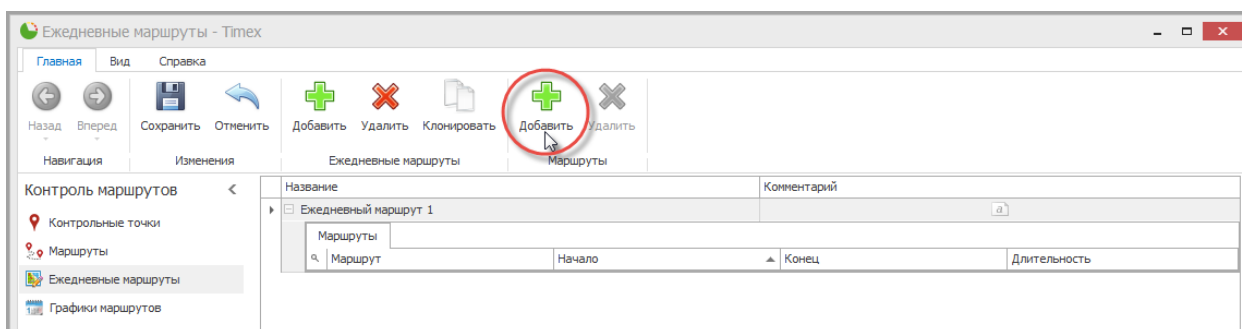 Ежедневные маршруты - Timex
Главная Вид Справка
Назад Вперед Сохранить Отменить Добавить Удалить Клонировать Добавить Удалить
Навигация Изменения Ежедневные маршруты Маршруты
Контроль маршрутов
Название Комментарий
Контрольные точки
Ежедневный маршрут 1 a
Маршруты
Маршруты
Маршрут Начало Конец Длительность
Ежедневные маршруты
Графики маршрутов